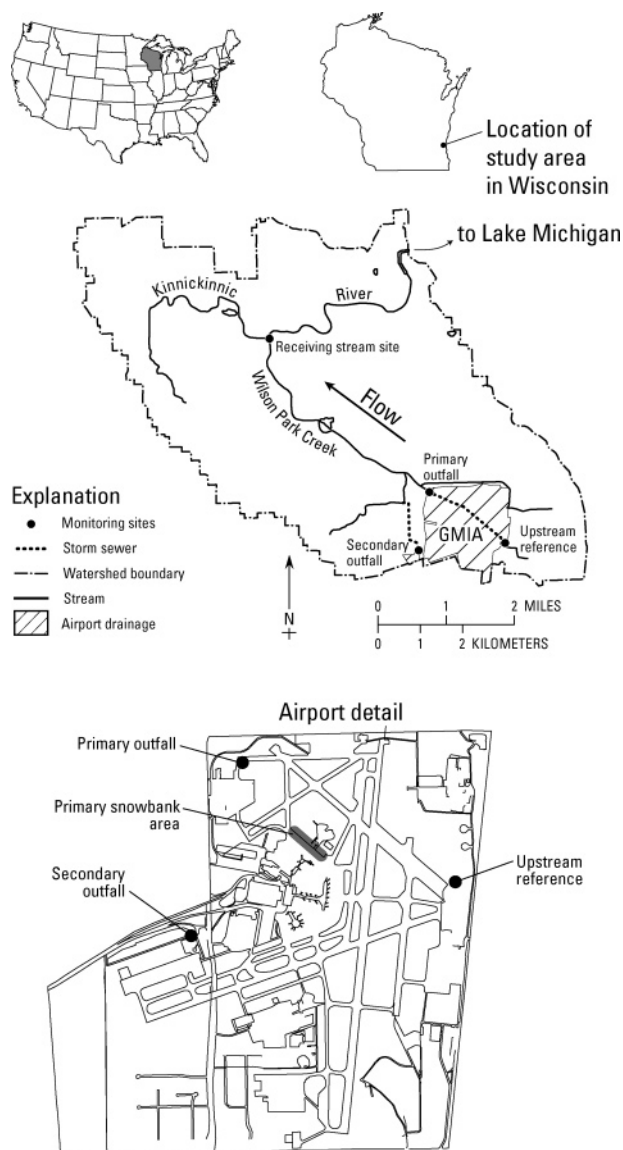 Location of
study area
in Wisconsin
to Lake Michigan
Kinnickinnic
River
Receiving stream site
Wilson Park Creek
Flow
Primary
outfall
GMIA
Upstream
reference
Secondary
outfall
Explanation
Monitoring sites
Storm sewer
Watershed boundary
Stream
Airport drainage
N
0 1 2 MILES
0 1 2 KILOMETERS
Airport detail
Primary outfall
Primary snowbank
area
Secondary
outfall
Upstream
reference